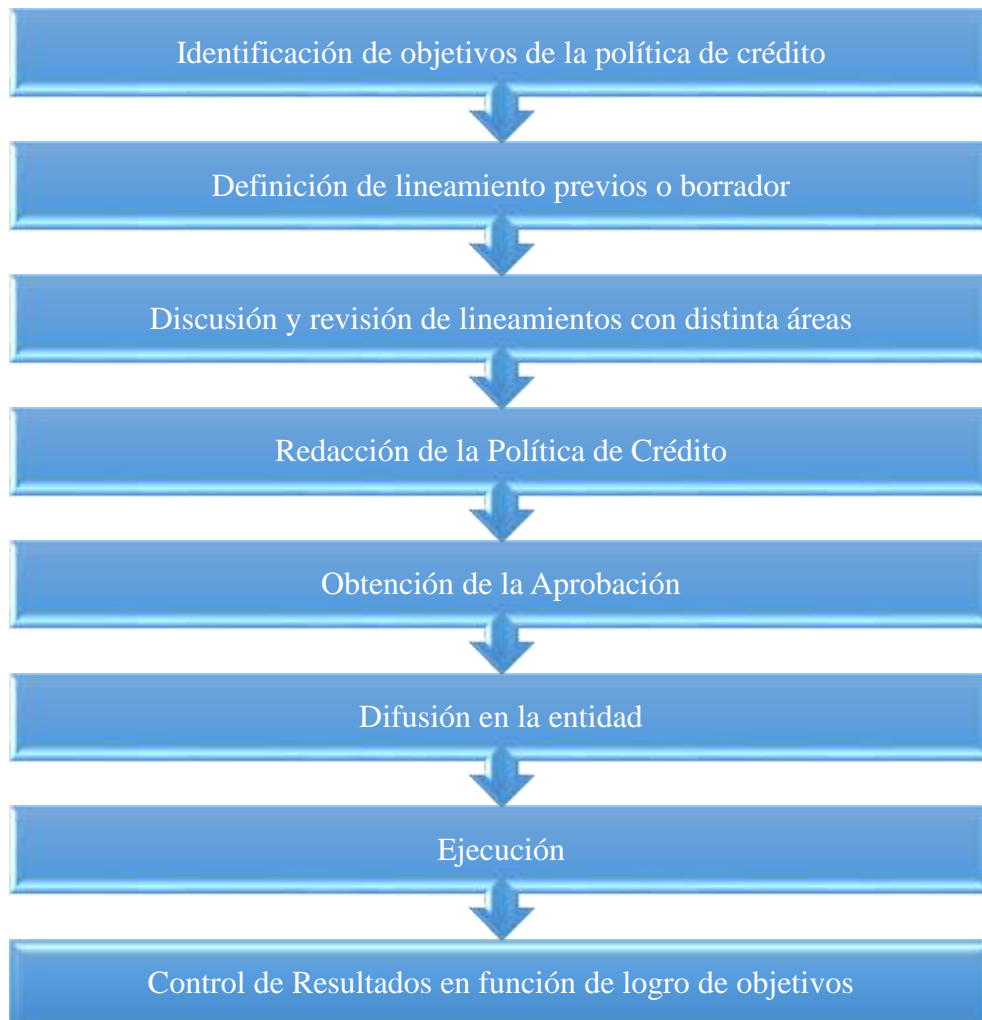 Identificación de objetivos de la política de crédito
Definición de lineamiento previos o borrador
Discusión y revisión de lineamientos con distinta áreas
Redacción de la Política de Crédito
Obtención de la Aprobación
Difusión en la entidad
Ejecución
Control de Resultados en función de logro de objetivos